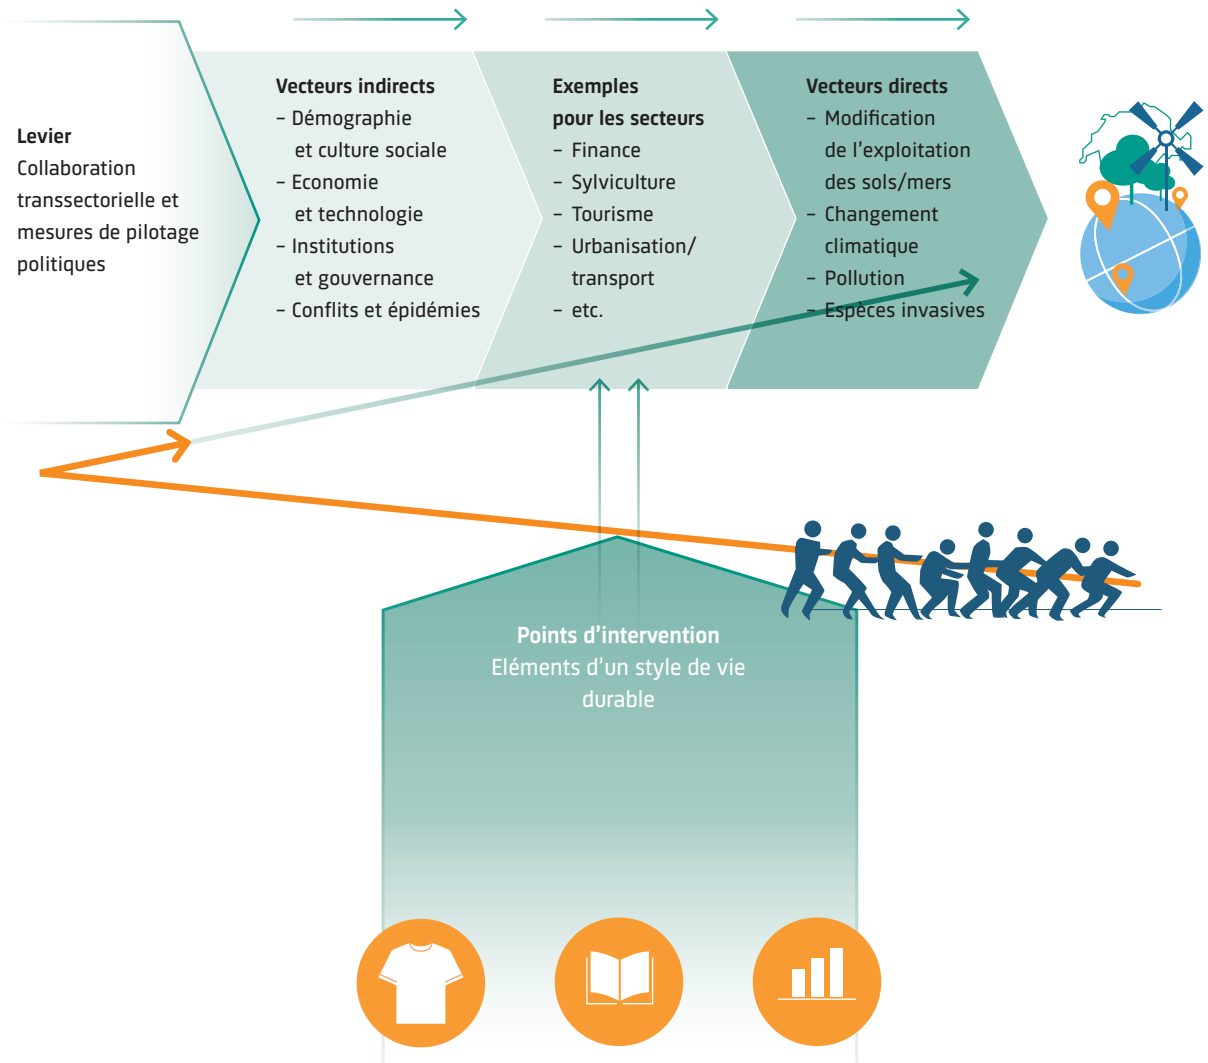 Levier
Collaboration
transsectorielle et
mesures de pilotage
politiques
Vecteurs indirects
– Démographie
et culture sociale
– Economie
et technologie
– Institutions
et gouvernance
– Conflits et épidémies
Exemples
pour les secteurs
– Finance
– Sylviculture
– Tourisme
– Urbanisation/
transport
– etc.
Vecteurs directs
– Modification
de l’exploitation
des sols/mers
– Changement
climatique
– Pollution
– Espèces invasives
Points d’intervention
Eléments d’un style de vie
durable